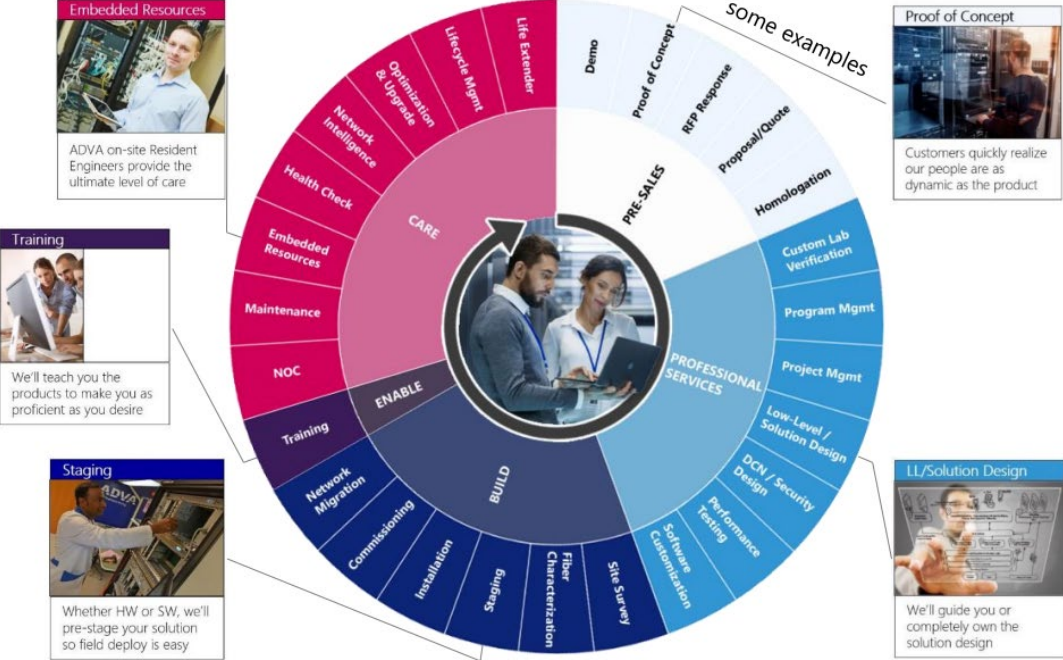 Embedded Resources
ADVA on-site Resident
Engineers provide the
ultimate level of care
Training
We'll teach you the
products to make you as
proficient as you desire
Staging
ADVA
Whether HW or SW, we'll
pre-stage your solution
so field deploy is easy
some examples
Proof of Concept
Customers quickly realize
our people are as
dynamic as the product
LL/Solution Design
We'll guide you or
completely own the
solution design
PRE-SALES
Demo
Proof of Concept
RFP Response
Proposal/Quote
Homologation
PROFESSIONAL
SERVICES
Custom Lab
Verification
Program Mgmt
Project Mgmt
Low-Level /
Solution Design
DCN / Security
Design
Performance
Testing
Software
Customization
BUILD
Site Survey
Fiber
Characterization
Staging
Installation
Commissioning
Network
Migration
ENABLE
Training
CARE
NOC
Maintenance
Embedded
Resources
Health Check
Network
Intelligence
Optimization
& Upgrade
Lifecycle Mgmt
Life Extender